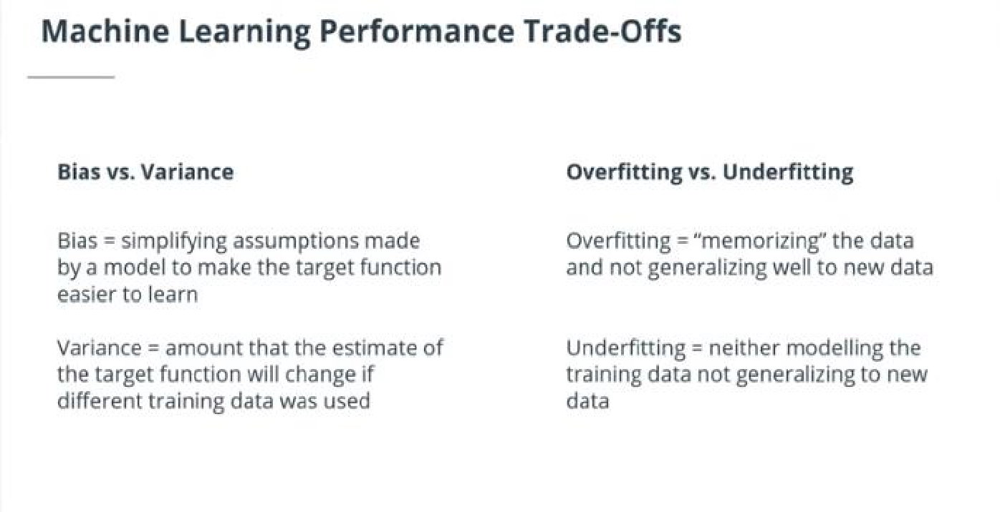 Machine Learning Performance Trade-Offs
Bias vs. Variance
Bias = simplifying assumptions made
by a model to make the target function
easier to learn
Variance = amount that the estimate of
the target function will change if
different training data was used
Overfitting vs. Underfitting
Overfitting = “memorizing” the data
and not generalizing well to new data
Underfitting = neither modelling the
training data not generalizing to new
data